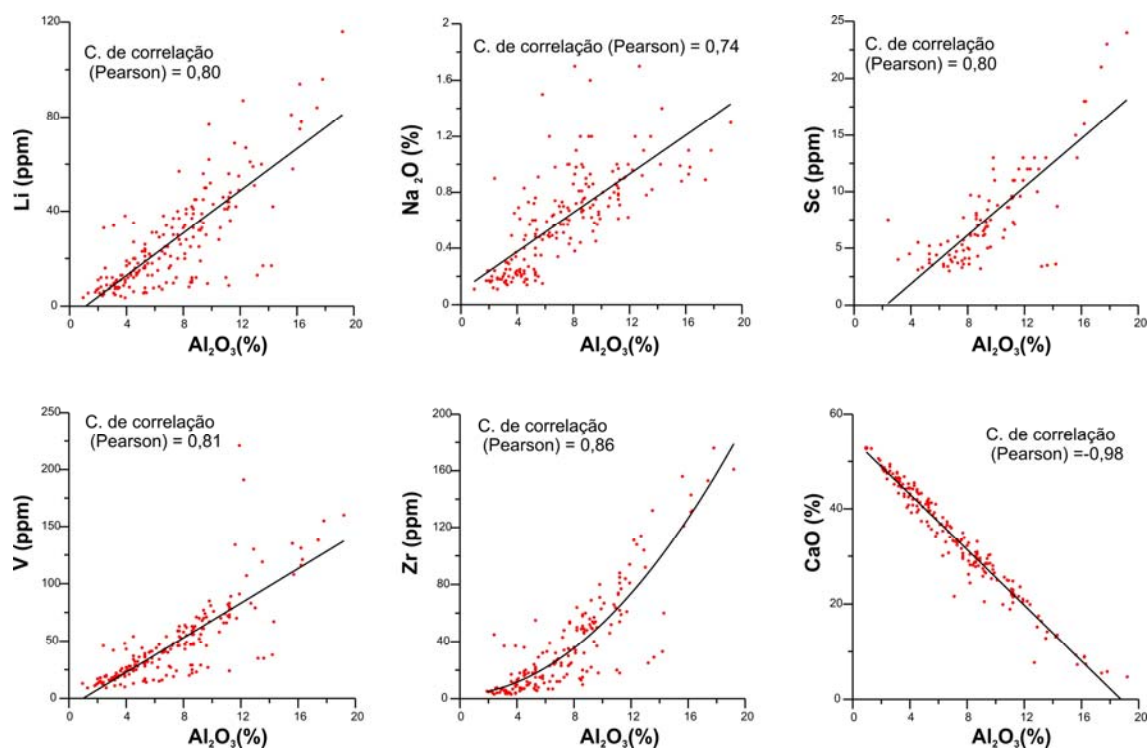 120
80
40
0
Li (ppm)
C. de correlação
(Pearson) = 0,80
0 4 8 12 16 20
Al₂O₃(%)
2
1.6
1.2
0.8
0.4
0
Na₂O (%)
C. de correlação (Pearson) = 0,74
0 4 8 12 16 20
Al₂O₃(%)
25
20
15
10
5
0
Sc (ppm)
C. de correlação
(Pearson) = 0,80
0 4 8 12 16 20
Al₂O₃(%)
250
200
150
100
50
0
V (ppm)
C. de correlação
(Pearson) = 0,81
0 4 8 12 16 20
Al₂O₃(%)
200
160
120
80
40
0
Zr (ppm)
C. de correlação
(Pearson) = 0,86
0 4 8 12 16 20
Al₂O₃(%)
60
40
20
0
CaO (%)
C. de correlação
(Pearson) =-0,98
0 4 8 12 16 20
Al₂O₃(%)